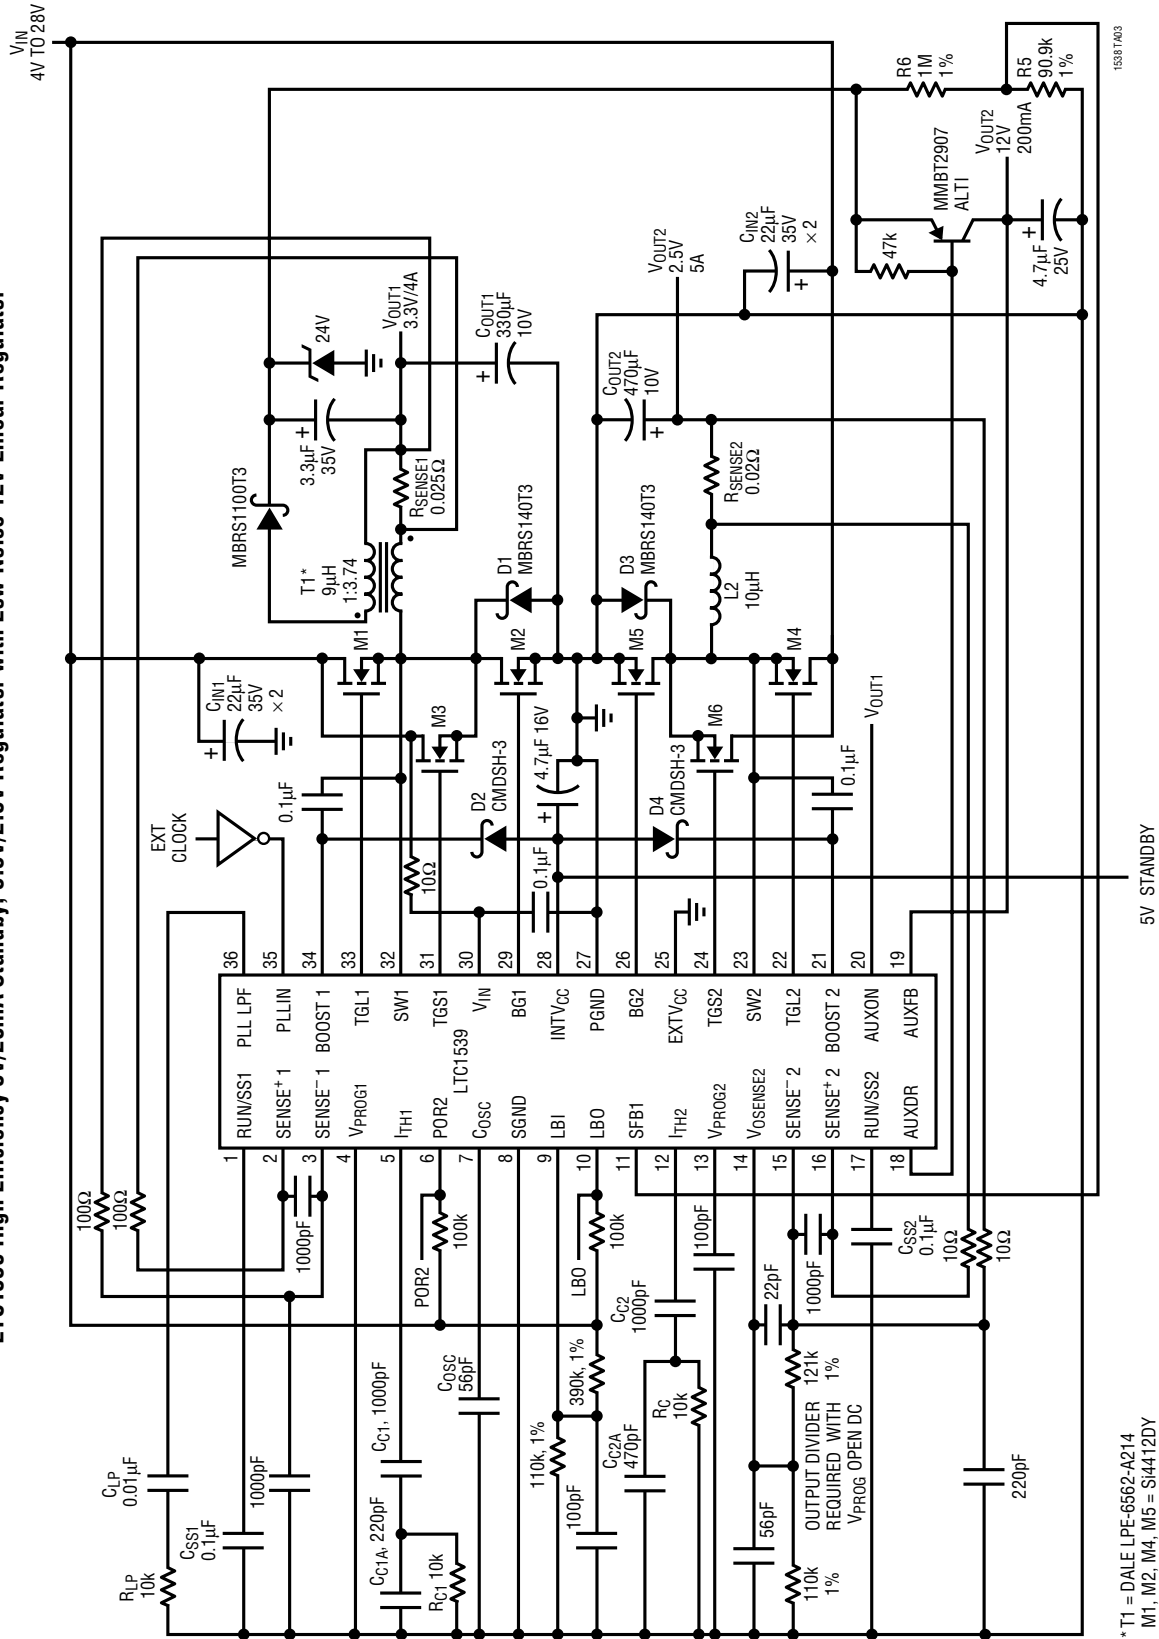 LTC1539 High Efficiency 5V/20mA Standby, 3.3V/2.5V Regulator with Low Noise 12V Linear Regulator
VIN
4V TO 28V
RLP
10k
CLP
0.01µF
CSS1
0.1µF
1000pF
100Ω
100Ω
1000pF
CC1A, 220pF
CC1, 1000pF
RC1 10k
COSC
56pF
POR2
100k
LBO
100k
110k, 1%
390k, 1%
100pF
CC2A
470pF
RC
10k
CC2
1000pF
100pF
56pF
22pF
110k
1%
121k
1%
OUTPUT DIVIDER
REQUIRED WITH
VPROG OPEN DC
1000pF
CSS2
0.1µF
10Ω
10Ω
220pF
1 RUN/SS1
2 SENSE+ 1
3 SENSE– 1
4 VPROG1
5 ITH1
6 POR2
7 COSC
8 SGND
9 LBI
10 LBO
11 SFB1
12 ITH2
13 VPROG2
14 VOSENSE2
15 SENSE– 2
16 SENSE+ 2
17 RUN/SS2
18 AUXDR
LTC1539
PLL LPF 36
PLLIN 35
BOOST 1 34
TGL1 33
SW1 32
TGS1 31
VIN 30
BG1 29
INTVCC 28
PGND 27
BG2 26
EXTVCC 25
TGS2 24
SW2 23
TGL2 22
BOOST 2 21
AUXON 20
AUXFB 19
EXT
CLOCK
0.1µF
CIN1
22µF
35V
×2
10Ω
M1
M3
M2
D2
CMDSH-3
0.1µF
4.7µF 16V
D4
CMDSH-3
M5
M6
M4
0.1µF
VOUT1
5V STANDBY
T1*
9µH
1:3.74
MBRS1100T3
3.3µF
35V
24V
RSENSE1
0.025Ω
VOUT1
3.3V/4A
D1
MBRS140T3
COUT1
330µF
10V
D3
MBRS140T3
COUT2
470µF
10V
L2
10µH
RSENSE2
0.02Ω
VOUT2
2.5V
5A
CIN2
22µF
35V
×2
47k
MMBT2907
ALTI
4.7µF
25V
VOUT2
12V
200mA
R6
1M
1%
R5
90.9k
1%
1538 TA03
* T1 = DALE LPE-6562-A214
M1, M2, M4, M5 = Si4412DY